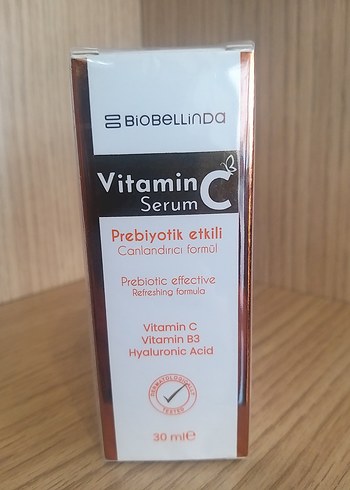 BIOBELLINDA
Vitamin C
Serum
Prebiyotik etkili
Canlandırıcı formül
Prebiotic effective
Refreshing formula
Vitamin C
Vitamin B3
Hyaluronic Acid
DERMATOLOGICALLY
TESTED
30 ml℮